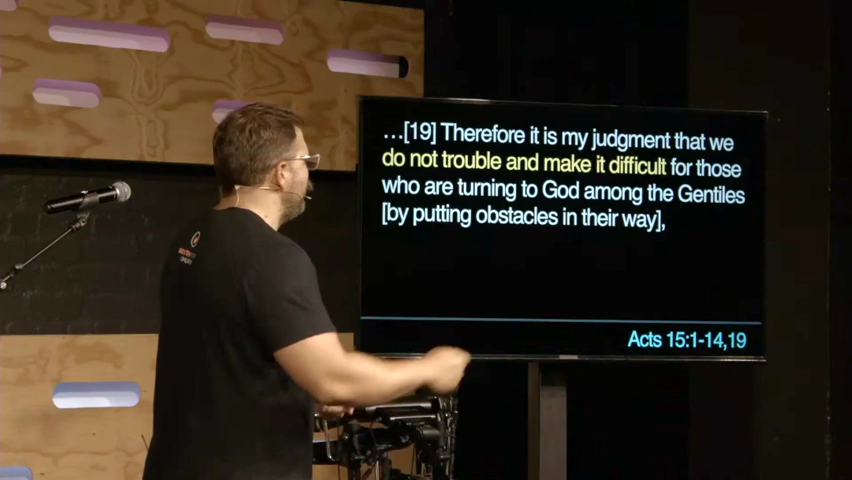 …[19] Therefore it is my judgment that we
do not trouble and make it difficult for those
who are turning to God among the Gentiles
[by putting obstacles in their way],
Acts 15:1-14,19